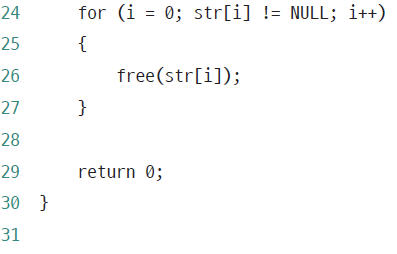 24 for (i = 0; str[i] != NULL; i++)
25 {
26 free(str[i]);
27 }
28
29 return 0;
30 }
31